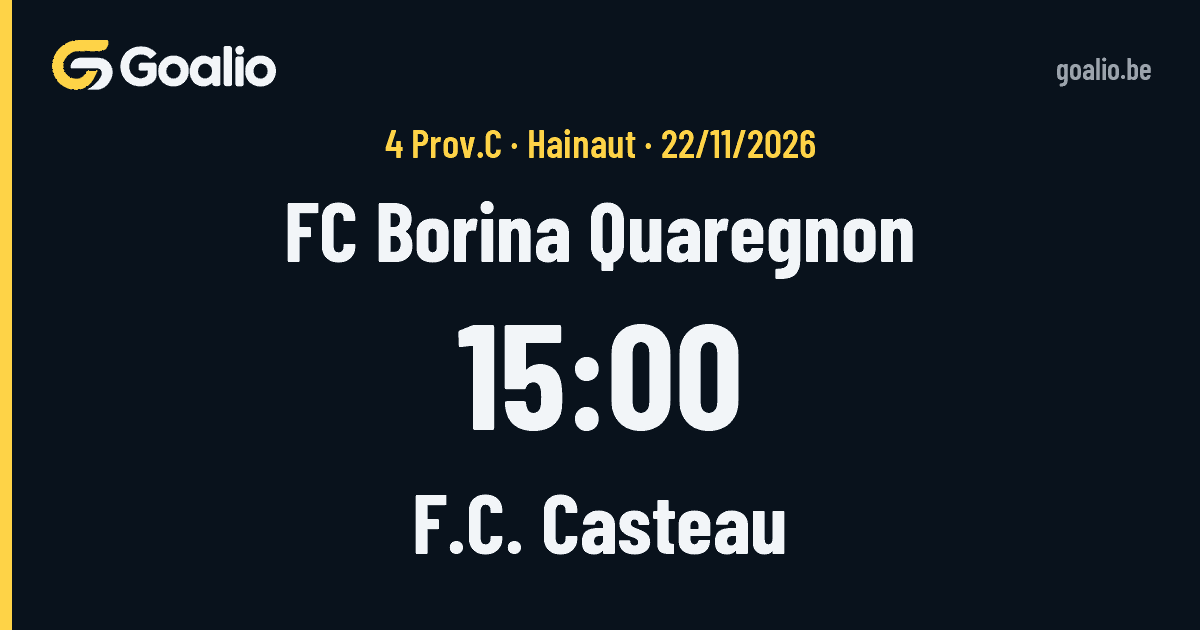 Goalio
goalio.be
4 Prov.C · Hainaut · 22/11/2026
FC Borina Quaregnon
15:00
F.C. Casteau